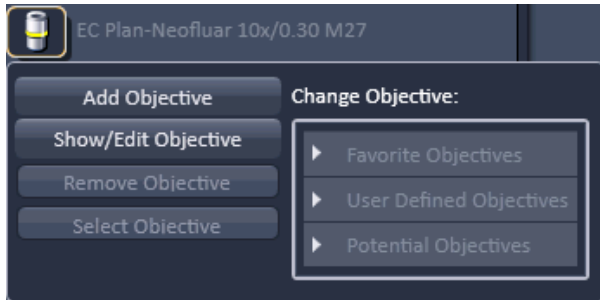 EC Plan-Neofluar 10x/0.30 M27
Add Objective
Show/Edit Objective
Remove Objective
Select Objective
Change Objective:
Favorite Objectives
User Defined Objectives
Potential Objectives